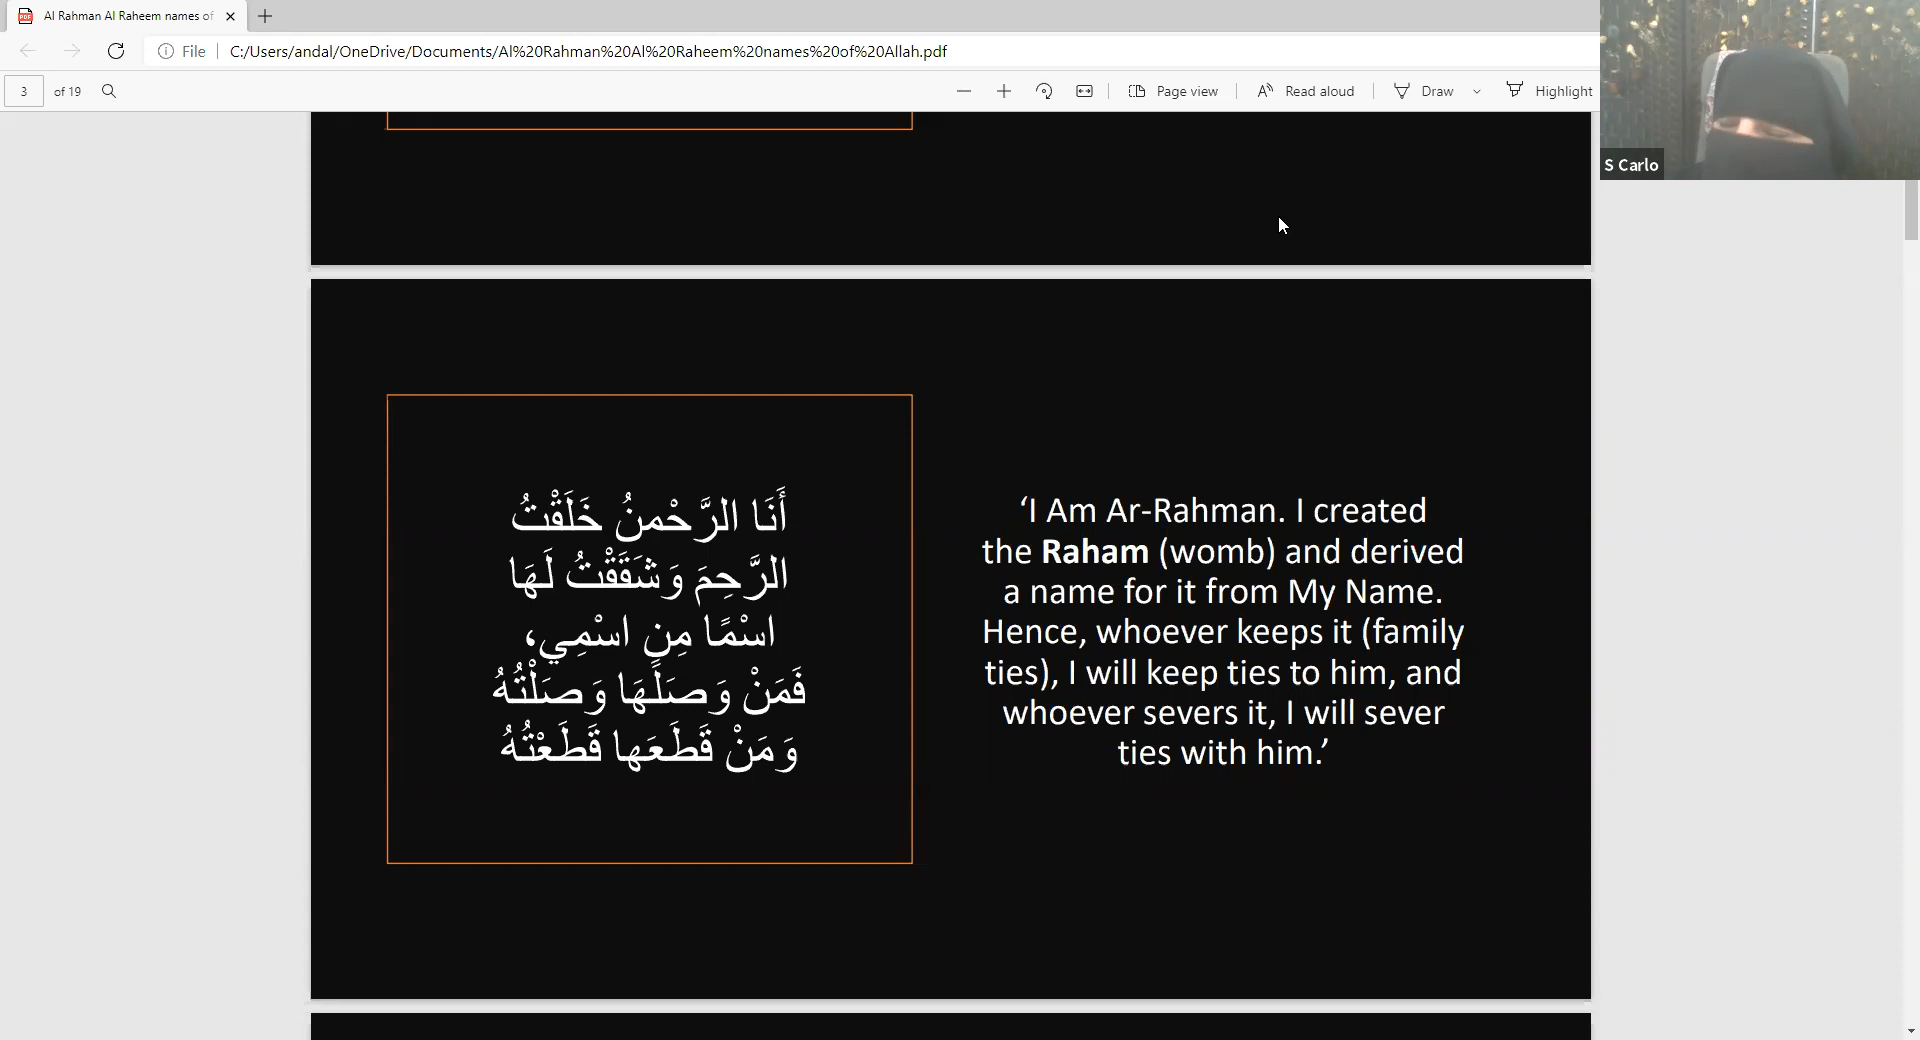 Al Rahman Al Raheem names of
File C:/Users/andal/OneDrive/Documents/Al%20Rahman%20Al%20Raheem%20names%20of%20Allah.pdf
3 of 19 Page view Read aloud Draw Highlight
S Carlo
أَنَا الرَّحْمنُ خَلَقْتُ
الرَّحِمَ وَشَقَقْتُ لَهَا
اسْمًا مِنِ اسْمِي،
فَمَنْ وَصَلَهَا وَصَلْتُهُ
وَمَنْ قَطَعَها قَطَعْتُهُ
‘I Am Ar-Rahman. I created
the Raham (womb) and derived
a name for it from My Name.
Hence, whoever keeps it (family
ties), I will keep ties to him, and
whoever severs it, I will sever
ties with him.’